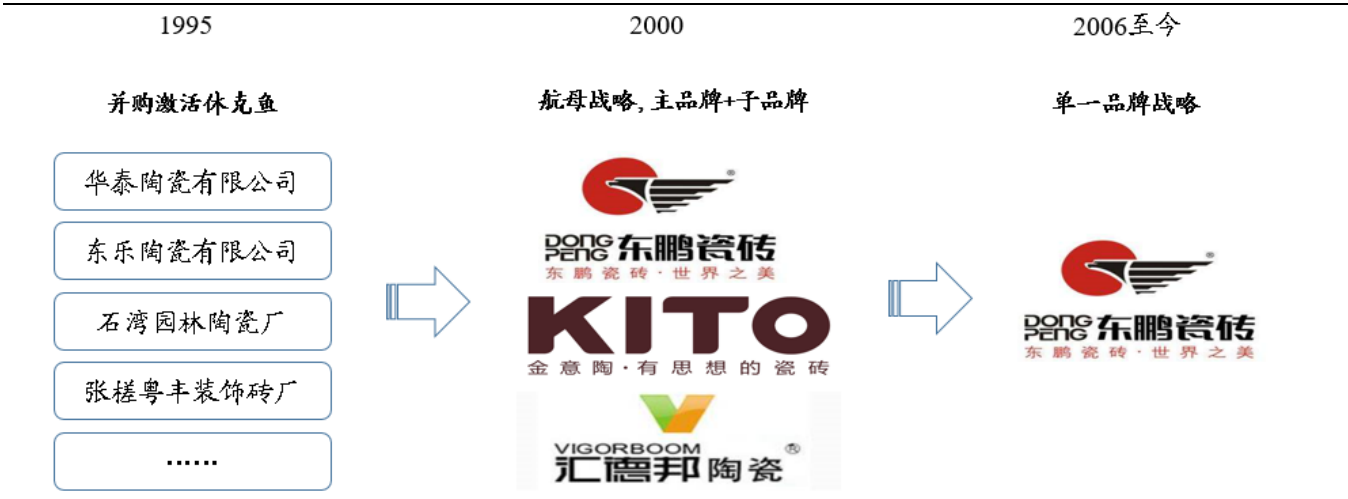 1995
2000
2006至今
并购激活休克鱼
航母战略,主品牌+子品牌
单一品牌战略
华泰陶瓷有限公司
东乐陶瓷有限公司
石湾园林陶瓷厂
张槎粤丰装饰砖厂
……
®
DONG PENG 东鹏瓷砖
东鹏瓷砖·世界之美
KITO
金意陶·有思想的瓷砖
VIGORBOOM ®
汇德邦陶瓷
®
DONG PENG 东鹏瓷砖
东鹏瓷砖·世界之美